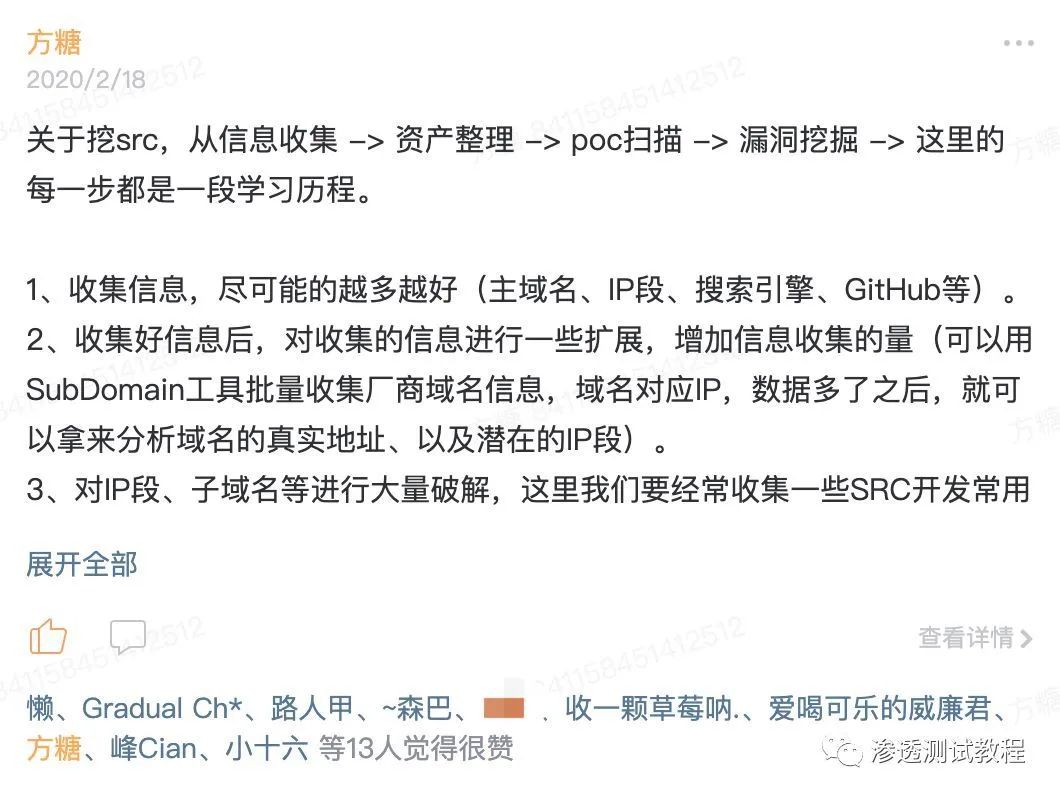 方糖
2020/2/18
关于挖src，从信息收集 -> 资产整理 -> poc扫描 -> 漏洞挖掘 -> 这里的
每一步都是一段学习历程。
1、收集信息，尽可能的越多越好（主域名、IP段、搜索引擎、GitHub等）。
2、收集好信息后，对收集的信息进行一些扩展，增加信息收集的量（可以用
SubDomain工具批量收集厂商域名信息，域名对应IP，数据多了之后，就可
以拿来分析域名的真实地址、以及潜在的IP段）。
3、对IP段、子域名等进行大量破解，这里我们要经常收集一些SRC开发常用
展开全部
查看详情
懒、Gradual Ch*、路人甲、~森巴、 收一颗草莓呐.、爱喝可乐的威廉君、
方糖、峰Cian、小十六 等13人觉得很赞
渗透测试教程